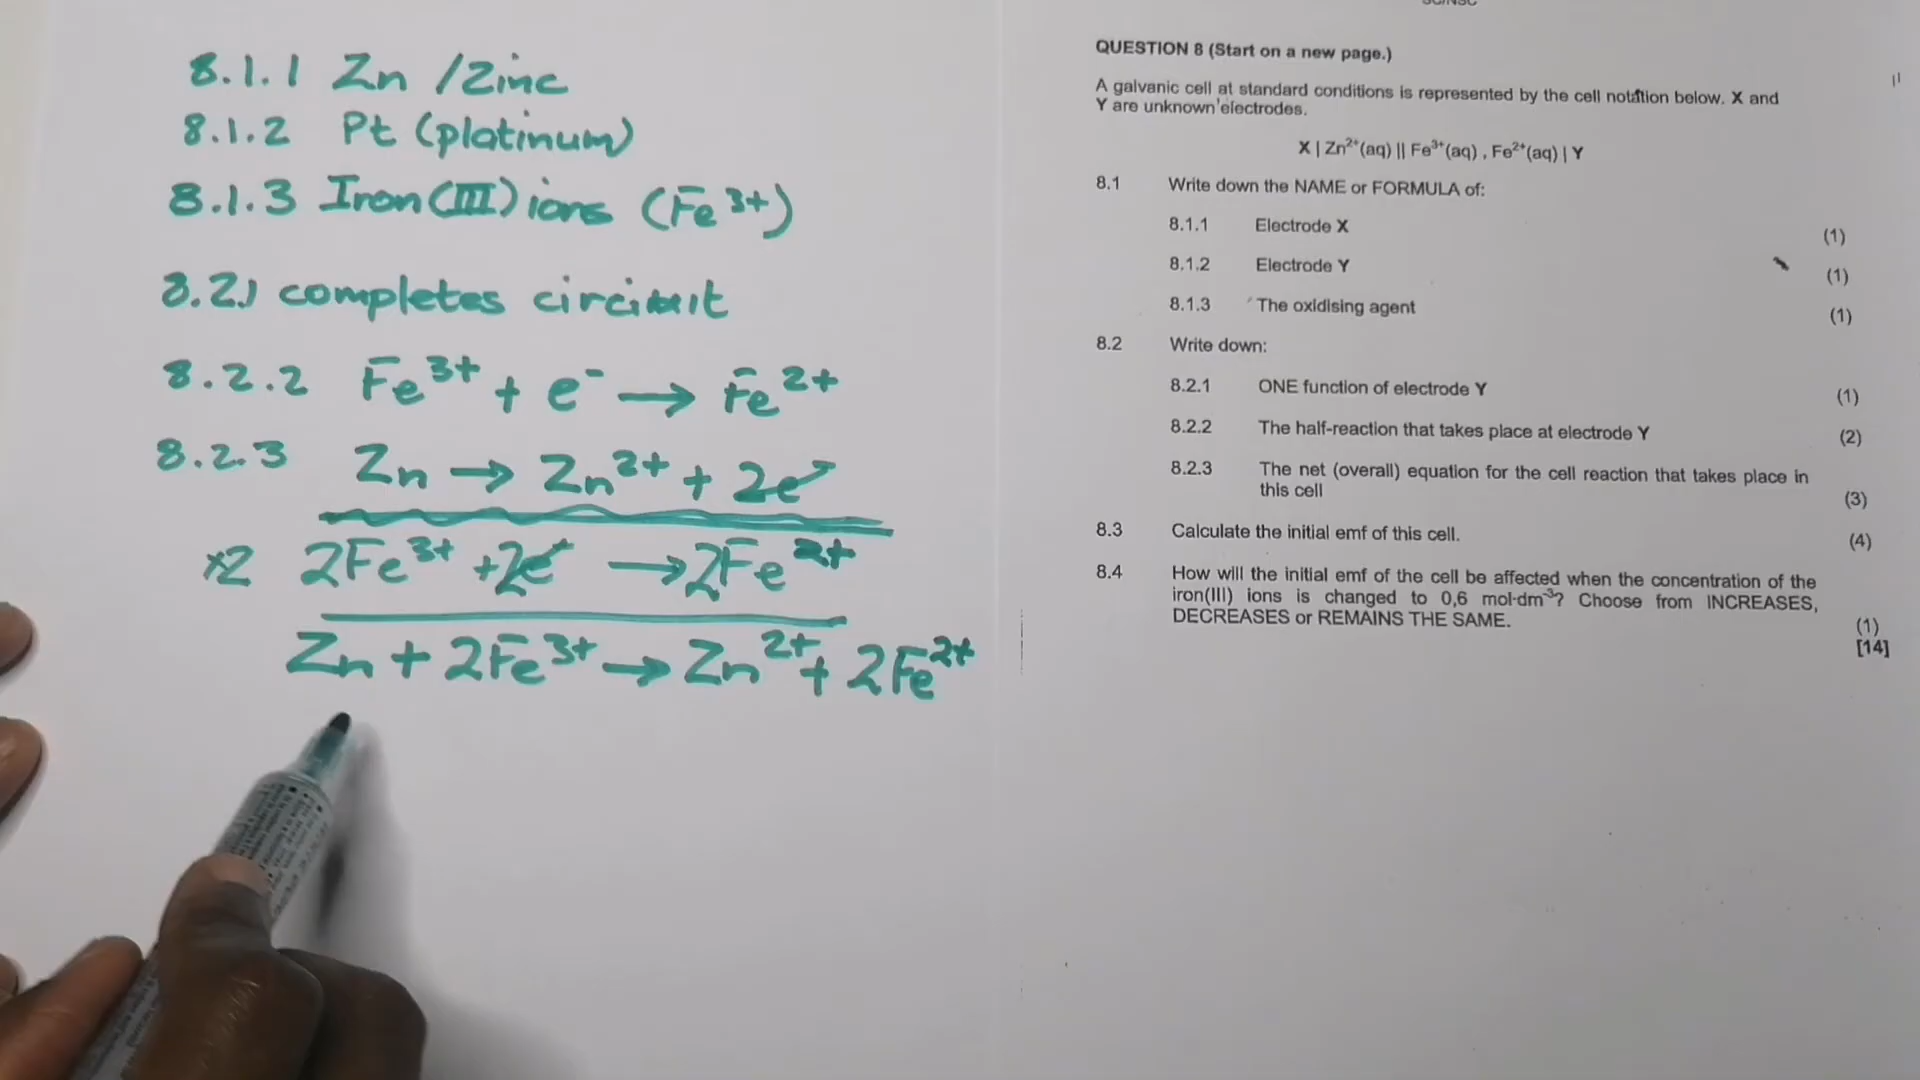 8.1.1 Zn /Zinc
8.1.2 Pt (platinum)
8.1.3 Iron(III) ions (Fe³⁺)
8.2.1 completes circuit
8.2.2 Fe³⁺ + e⁻ → Fe²⁺
8.2.3 Zn → Zn²⁺ + 2e⁻
×2 2Fe³⁺ + 2e⁻ → 2Fe²⁺
Zn + 2Fe³⁺ → Zn²⁺ + 2Fe²⁺
QUESTION 8 (Start on a new page.)
A galvanic cell at standard conditions is represented by the cell notation below. X and
Y are unknown electrodes.
X | Zn²⁺(aq) || Fe³⁺(aq) , Fe²⁺(aq) | Y
8.1 Write down the NAME or FORMULA of:
8.1.1 Electrode X (1)
8.1.2 Electrode Y (1)
8.1.3 The oxidising agent (1)
8.2 Write down:
8.2.1 ONE function of electrode Y (1)
8.2.2 The half-reaction that takes place at electrode Y (2)
8.2.3 The net (overall) equation for the cell reaction that takes place in
this cell (3)
8.3 Calculate the initial emf of this cell. (4)
8.4 How will the initial emf of the cell be affected when the concentration of the
iron(III) ions is changed to 0,6 mol·dm⁻³? Choose from INCREASES,
DECREASES or REMAINS THE SAME. (1)
[14]